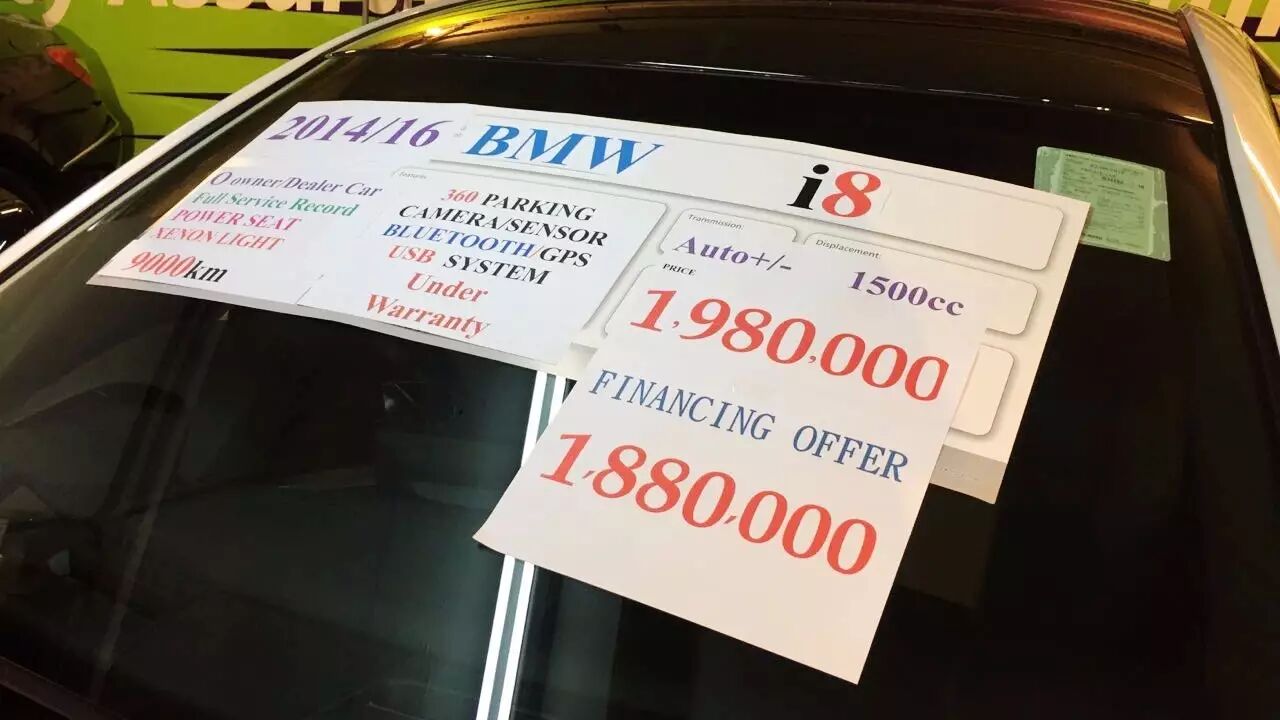 2014/16 BMW i8
O owner/Dealer Car
Full Service Record
POWER SEAT
XENON LIGHT
9000km
Features
360 PARKING
CAMERA/SENSOR
BLUETOOTH/GPS
USB SYSTEM
Under
Warranty
Transmission:
Auto+/-
Displacement:
1500cc
PRICE
1,980,000
FINANCING OFFER
1,880,000